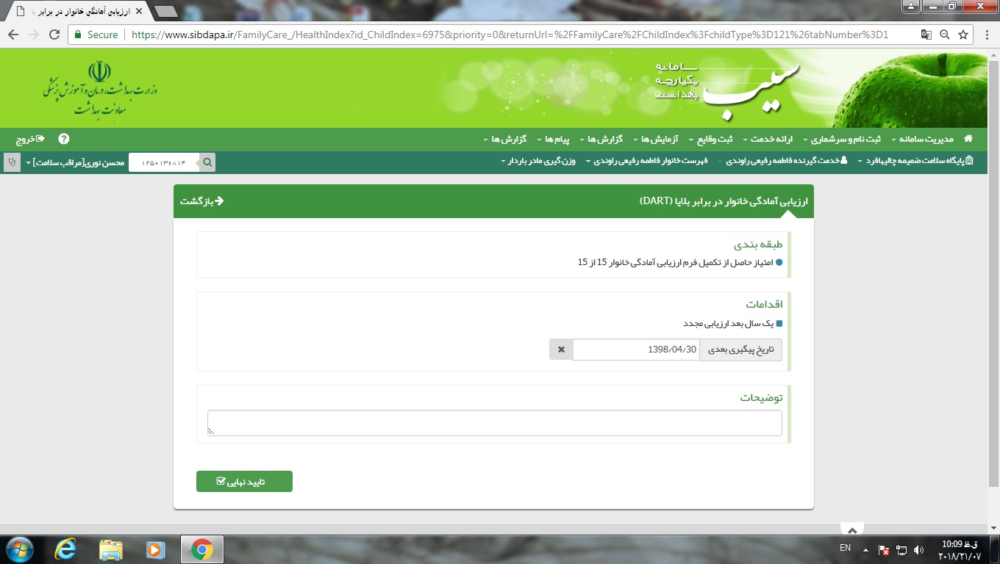 ارزیابی آمادگی خانوار در برابر بلایا
Secure https://www.sibdapa.ir/FamilyCare_/HealthIndex?id_ChildIndex=6975&priority=0&returnUrl=%2FFamilyCare%2FChildIndex%3FchildType%3D121%26tabNumber%3D1
سیب
سامانه
یکپارچه
بهداشت
وزارت بهداشت، درمان و آموزش پزشکی
معاونت بهداشت
مدیریت سامانه ثبت نام و سرشماری ارائه خدمت ثبت وقایع آزمایش ها گزارش ها پیام ها گزارش ها خروج
پایگاه سلامت ضمیمه چالیهافرد خدمت گیرنده فاطمه رفیعی راوندی فهرست خانوار فاطمه رفیعی راوندی وزن گیری مادر باردار ۱۲۵۰۱۳۶۸۱۴ محسن نوری[مراقب سلامت]
ارزیابی آمادگی خانوار در برابر بلایا (DART) بازگشت
طبقه بندی
امتیاز حاصل از تکمیل فرم ارزیابی آمادگی خانوار 15 از 15
اقدامات
یک سال بعد ارزیابی مجدد
تاریخ پیگیری بعدی 1398/04/30
توضیحات
تایید نهایی
EN 10:09 ق.ظ
۲۰۱۸/۲۱/۰۷